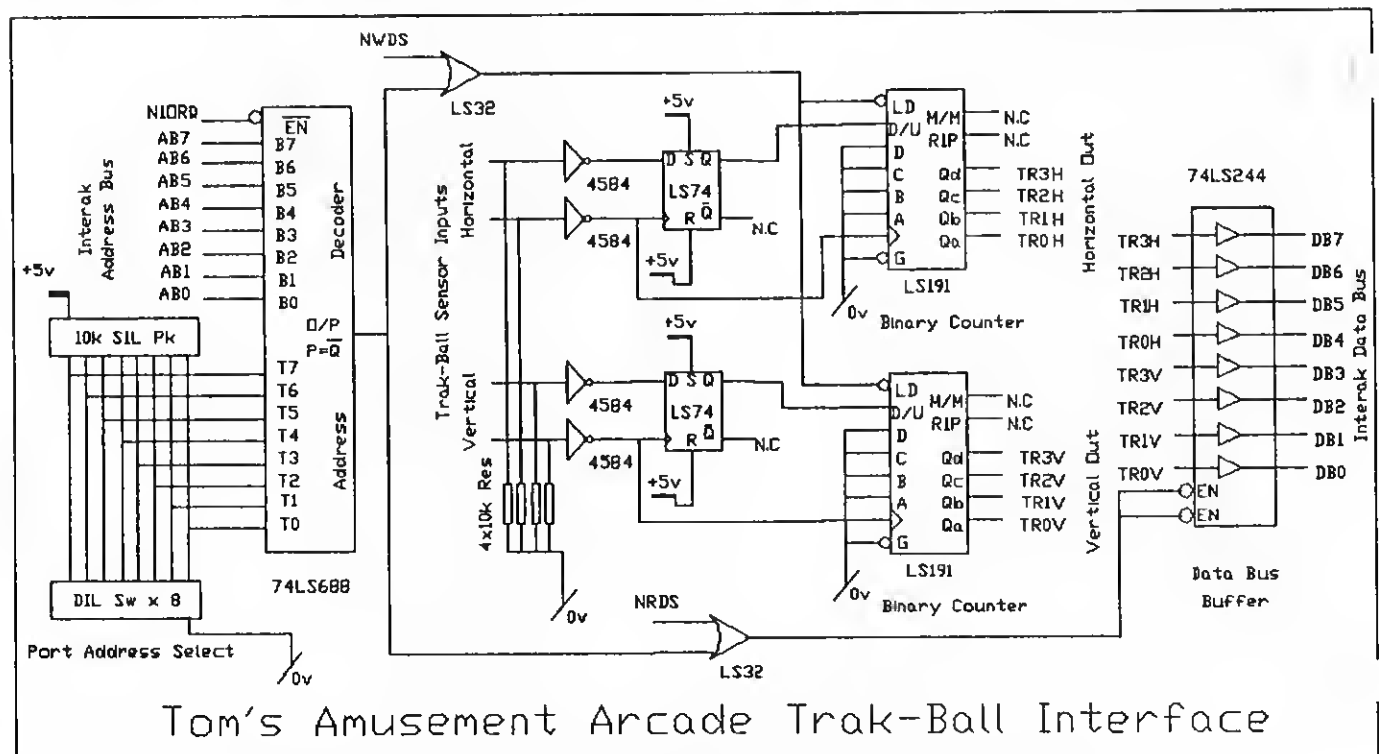 NWDS
LS32
NIORQ
AB7
AB6
AB5
AB4
AB3
AB2
AB1
AB0
Interak
Address Bus
+5v
10k SIL Pk
EN
B7
B6
B5
B4
B3
B2
B1
B0
O/P
P=Q
T7
T6
T5
T4
T3
T2
T1
T0
Decoder
Address
74LS688
DIL Sw x 8
Port Address Select
0v
Trak-Ball Sensor Inputs
Horizontal
Vertical
4x10k Res
0v
4584
4584
+5v
D S Q
LS74
R Q
N.C
+5v
4584
4584
+5v
D S Q
LS74
R Q
N.C
+5v
LD
M/M
N.C
D/U
RIP
N.C
D
C
Qd
TR3H
B
Qc
TR2H
A
Qb
TR1H
Qa
TR0H
G
LS191
0v
Binary Counter
Horizontal Out
LD
M/M
N.C
D/U
RIP
N.C
D
C
Qd
TR3V
B
Qc
TR2V
A
Qb
TR1V
Qa
TR0V
G
LS191
0v
Binary Counter
Vertical Out
NRDS
LS32
74LS244
TR3H
DB7
TR2H
DB6
TR1H
DB5
TR0H
DB4
TR3V
DB3
TR2V
DB2
TR1V
DB1
TR0V
DB0
EN
EN
Interak Data Bus
Data Bus
Buffer
Tom's Amusement Arcade Trak-Ball Interface